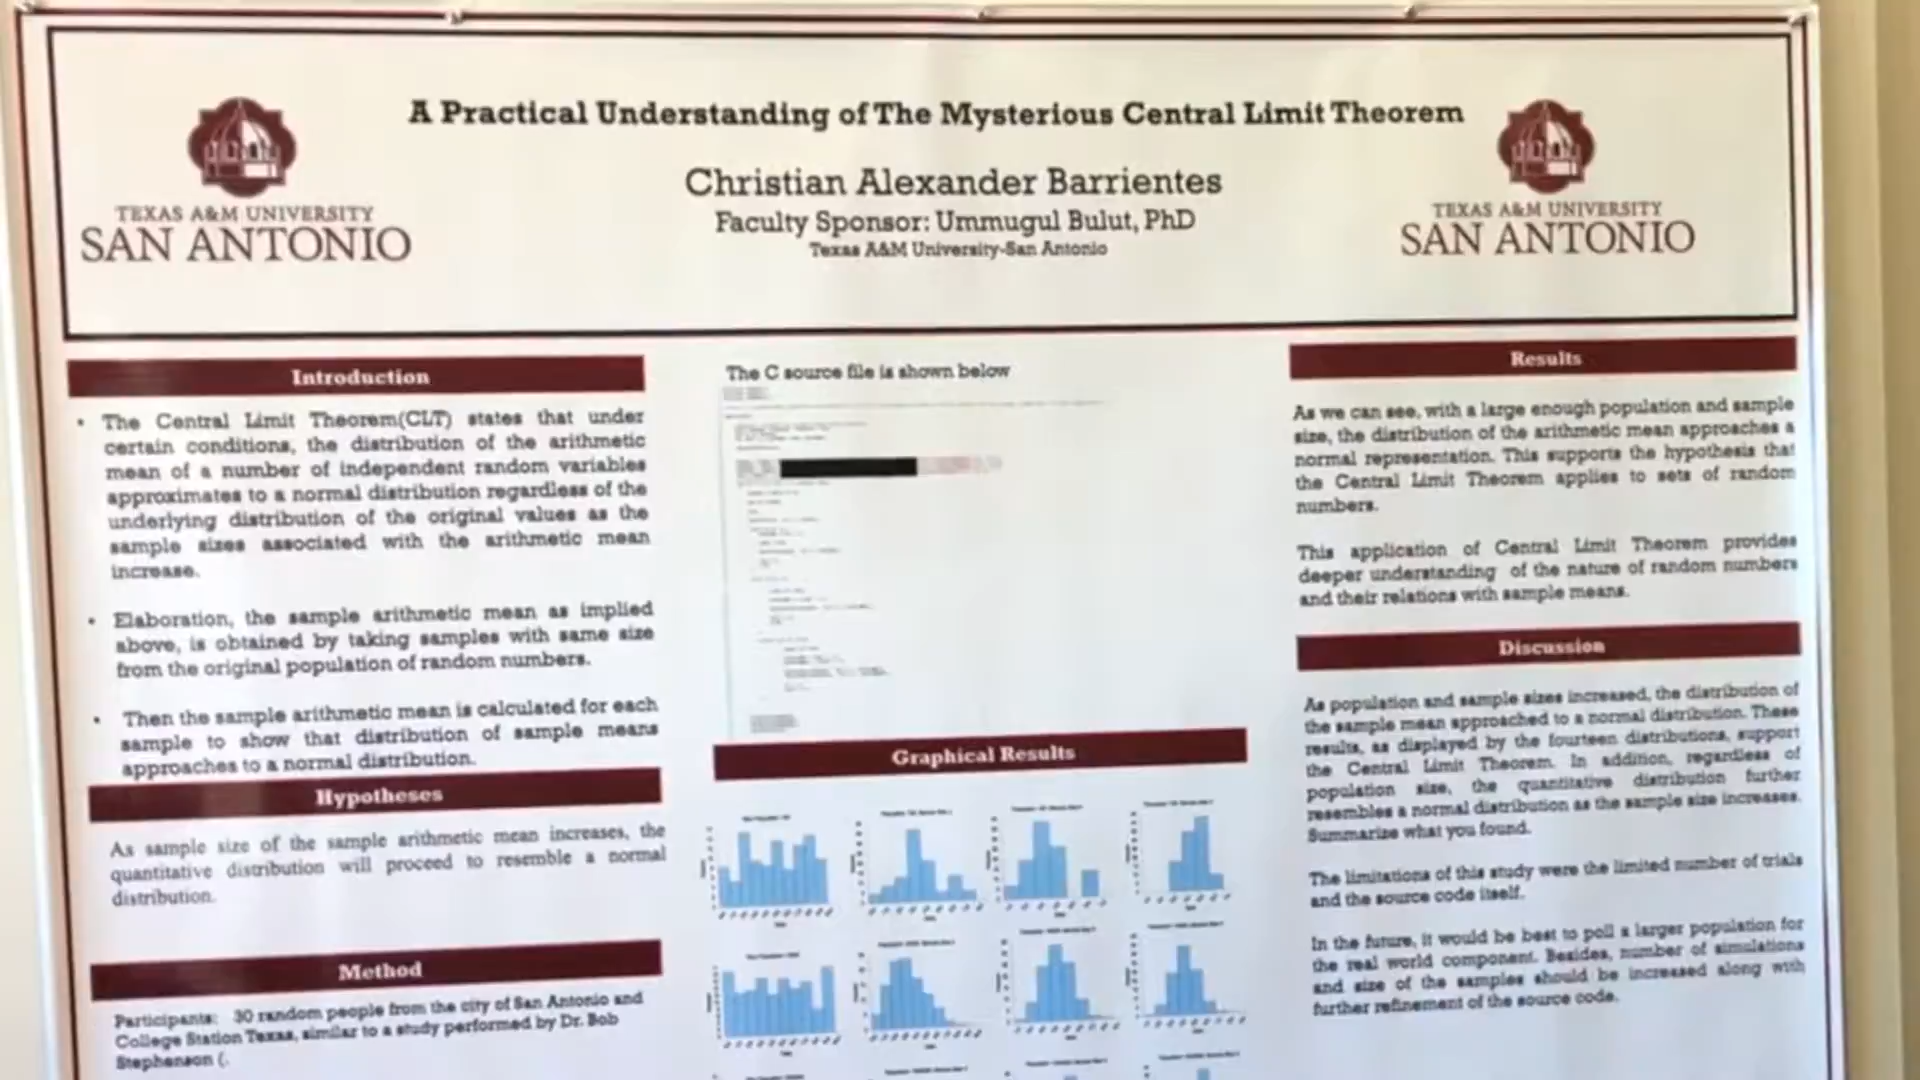 A Practical Understanding of The Mysterious Central Limit Theorem
Christian Alexander Barrientes
Faculty Sponsor: Ummugul Bulut, PhD
Texas A&M University-San Antonio
TEXAS A&M UNIVERSITY
SAN ANTONIO
TEXAS A&M UNIVERSITY
SAN ANTONIO
Introduction
• The Central Limit Theorem(CLT) states that under
certain conditions, the distribution of the arithmetic
mean of a number of independent random variables
approximates to a normal distribution regardless of the
underlying distribution of the original values as the
sample sizes associated with the arithmetic mean
increase.
• Elaboration, the sample arithmetic mean as implied
above, is obtained by taking samples with same size
from the original population of random numbers.
• Then the sample arithmetic mean is calculated for each
sample to show that distribution of sample means
approaches to a normal distribution.
Hypotheses
As sample size of the sample arithmetic mean increases, the
quantitative distribution will proceed to resemble a normal
distribution.
Method
Participants: 30 random people from the city of San Antonio and
College Station Texas, similar to a study performed by Dr. Bob
Stephenson (.
The C source file is shown below
Graphical Results
Results
As we can see, with a large enough population and sample
size, the distribution of the arithmetic mean approaches a
normal representation. This supports the hypothesis that
the Central Limit Theorem applies to sets of random
numbers.
This application of Central Limit Theorem provides
deeper understanding of the nature of random numbers
and their relations with sample means.
Discussion
As population and sample sizes increased, the distribution of
the sample mean approached to a normal distribution. These
results, as displayed by the fourteen distributions, support
the Central Limit Theorem. In addition, regardless of
population size, the quantitative distribution further
resembles a normal distribution as the sample size increases.
Summarize what you found.
The limitations of this study were the limited number of trials
and the source code itself.
In the future, it would be best to poll a larger population for
the real world component. Besides, number of simulations
and size of the samples should be increased along with
further refinement of the source code.